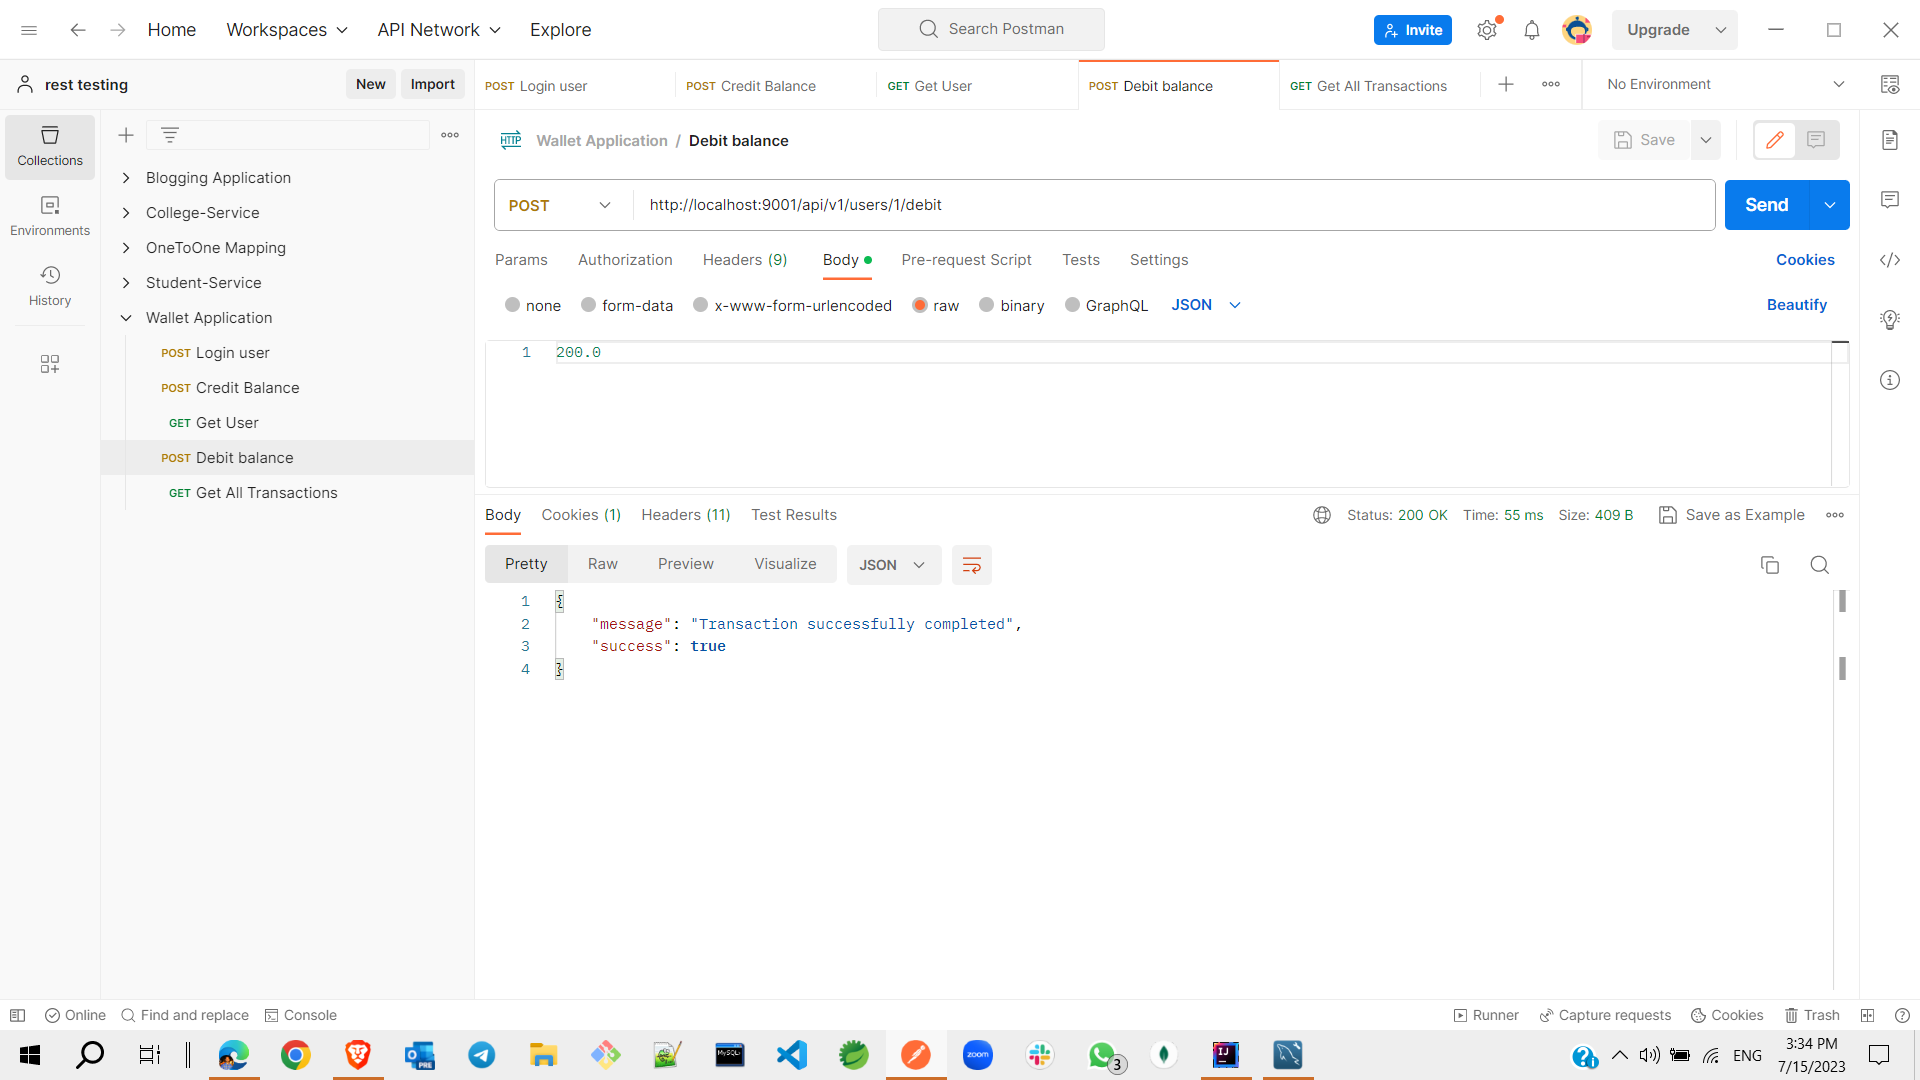 Home
Workspaces
API Network
Explore
Search Postman
Invite
Upgrade
rest testing
New
Import
POST Login user
POST Credit Balance
GET Get User
POST Debit balance
GET Get All Transactions
No Environment
Collections
Environments
History
Blogging Application
College-Service
OneToOne Mapping
Student-Service
Wallet Application
POST Login user
POST Credit Balance
GET Get User
POST Debit balance
GET Get All Transactions
HTTP Wallet Application / Debit balance
Save
POST http://localhost:9001/api/v1/users/1/debit
Send
Params Authorization Headers (9) Body Pre-request Script Tests Settings
Cookies
none form-data x-www-form-urlencoded raw binary GraphQL JSON
Beautify
1 200.0
Body Cookies (1) Headers (11) Test Results
Status: 200 OK Time: 55 ms Size: 409 B
Save as Example
Pretty Raw Preview Visualize JSON
1 {
2 "message": "Transaction successfully completed",
3 "success": true
4 }
Online Find and replace Console
Runner Capture requests Cookies Trash
PRE
MySQL
zoom
3
IJ
ENG
3:34 PM
7/15/2023